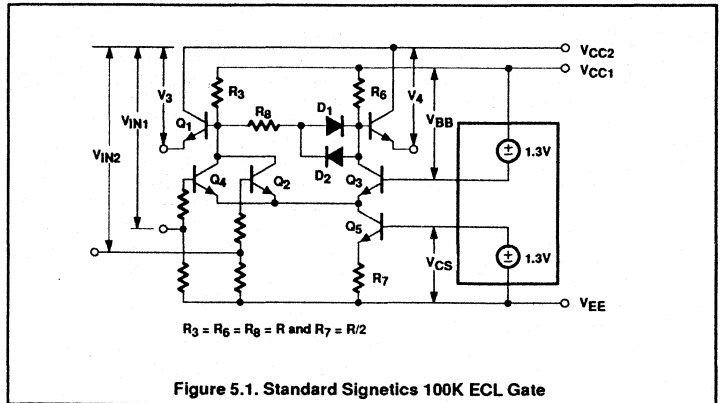 VCC2
VCC1
R3
R6
D1
V3
Q1
R8
V4
VIN1
VBB
VIN2
D2
1.3V
Q4
Q2
Q3
Q5
VCS
1.3V
R7
VEE
R3 = R6 = R8 = R and R7 = R/2
Figure 5.1. Standard Signetics 100K ECL Gate